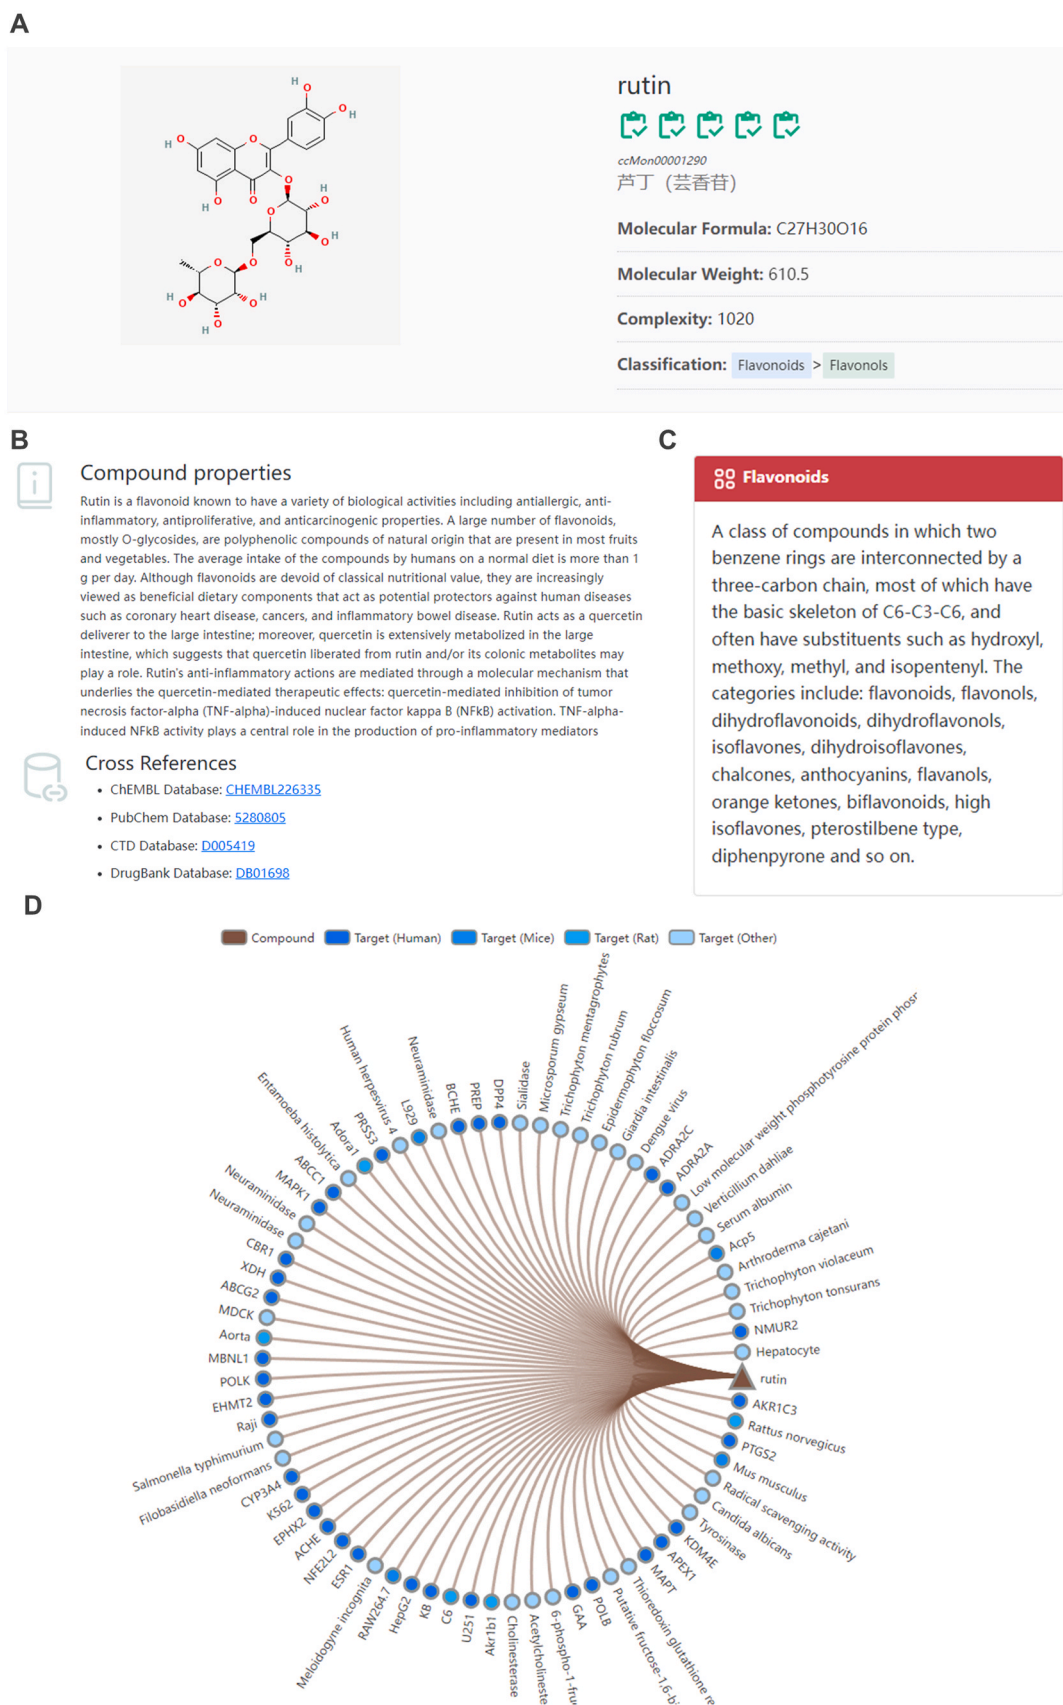 A
rutin
ccMon00001290
芦丁（芸香苷）
Molecular Formula: C27H30O16
Molecular Weight: 610.5
Complexity: 1020
Classification: Flavonoids > Flavonols
H
O
H
O
H
H
O
O
O
O
O
H
O
H
O
O
H
O
H
O
H
O
O
H
O
O
H
O
H
B
Compound properties
Rutin is a flavonoid known to have a variety of biological activities including antiallergic, anti-
inflammatory, antiproliferative, and anticarcinogenic properties. A large number of flavonoids,
mostly O-glycosides, are polyphenolic compounds of natural origin that are present in most fruits
and vegetables. The average intake of the compounds by humans on a normal diet is more than 1
g per day. Although flavonoids are devoid of classical nutritional value, they are increasingly
viewed as beneficial dietary components that act as potential protectors against human diseases
such as coronary heart disease, cancers, and inflammatory bowel disease. Rutin acts as a quercetin
deliverer to the large intestine; moreover, quercetin is extensively metabolized in the large
intestine, which suggests that quercetin liberated from rutin and/or its colonic metabolites may
play a role. Rutin's anti-inflammatory actions are mediated through a molecular mechanism that
underlies the quercetin-mediated therapeutic effects: quercetin-mediated inhibition of tumor
necrosis factor-alpha (TNF-alpha)-induced nuclear factor kappa B (NFkB) activation. TNF-alpha-
induced NFkB activity plays a central role in the production of pro-inflammatory mediators
Cross References
• ChEMBL Database: CHEMBL226335
• PubChem Database: 5280805
• CTD Database: D005419
• DrugBank Database: DB01698
C
Flavonoids
A class of compounds in which two
benzene rings are interconnected by a
three-carbon chain, most of which have
the basic skeleton of C6-C3-C6, and
often have substituents such as hydroxyl,
methoxy, methyl, and isopentenyl. The
categories include: flavonoids, flavonols,
dihydroflavonoids, dihydroflavonols,
isoflavones, dihydroisoflavones,
chalcones, anthocyanins, flavanols,
orange ketones, biflavonoids, high
isoflavones, pterostilbene type,
diphenpyrone and so on.
D
Compound Target (Human) Target (Mice) Target (Rat) Target (Other)
Sialidase
Microsporum gypseum
Trichophyton mentagrophytes
Trichophyton rubrum
Epidermophyton floccosum
Giardia intestinalis
Dengue virus
ADRA2C
ADRA2A
Low molecular weight phosphotyrosine protein phosp
Verticillium dahliae
Serum albumin
Acp5
Arthroderma cajetani
Trichophyton violaceum
Trichophyton tonsurans
NMUR2
Hepatocyte
rutin
AKR1C3
Rattus norvegicus
PTGS2
Mus musculus
Radical scavenging activity
Candida albicans
Tyrosinase
KDM4E
APEX1
MAPT
Thioredoxin glutathione re
Putative fructose-1,6-bi
POLB
GAA
6-phospho-1-fru
Acetylcholineste
Cholinesterase
Akr1b1
U251
C6
KB
HepG2
RAW264.7
Meloidogyne incognita
ESR1
NFE2L2
ACHE
EPHX2
K562
CYP3A4
Filobasidiella neoformans
Salmonella typhimurium
Raji
EHMT2
POLK
MBNL1
Aorta
MDCK
ABCG2
XDH
CBR1
Neuraminidase
Neuraminidase
MAPK1
ABCC1
Entamoeba histolytica
Adora1
PRSS3
Human herpesvirus 4
L929
Neuraminidase
BCHE
PREP
DPP4